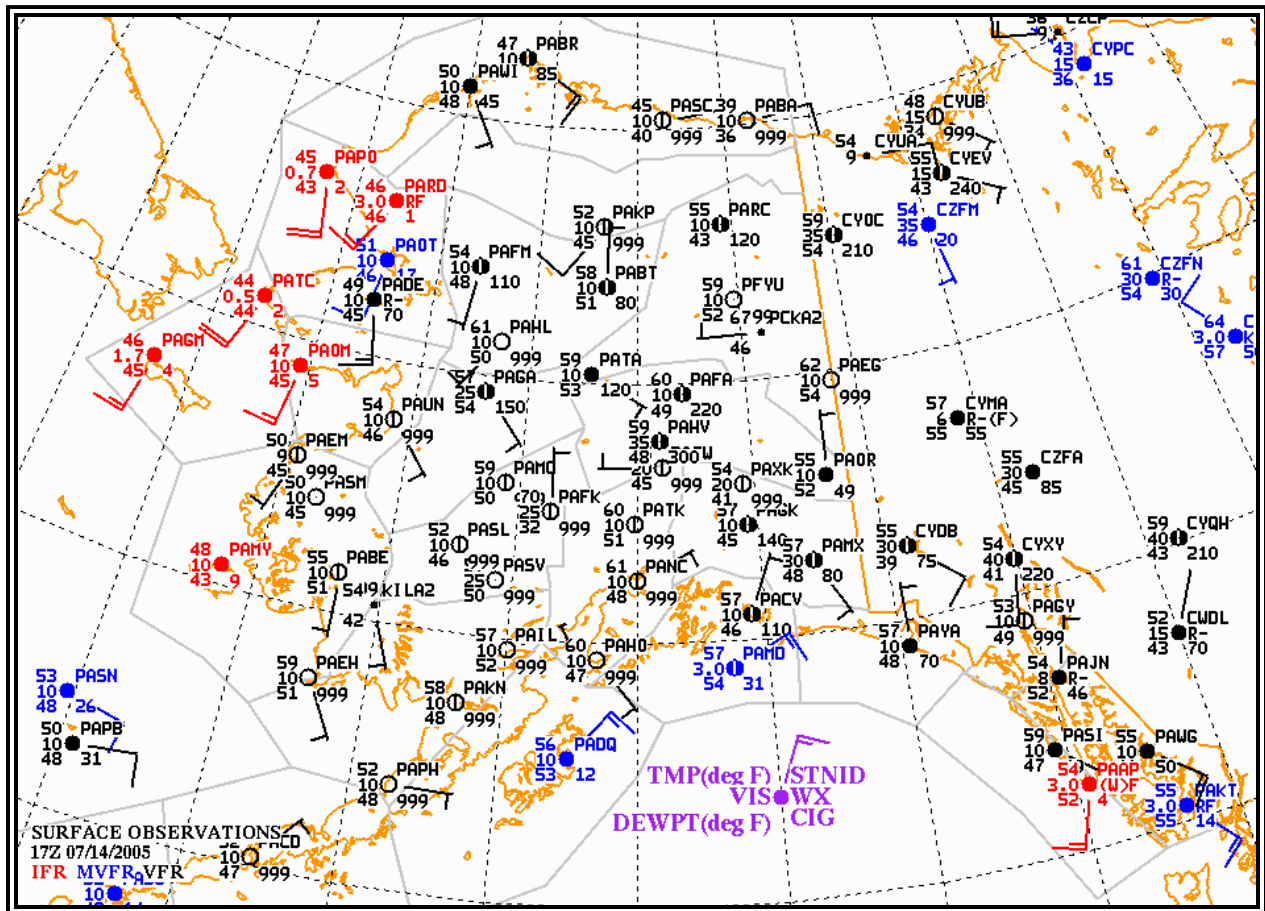 47 PABR
10 85
50 PAWI
10
48 45
45 PASC
10
40 999
39 PABA
10
36 999
9
CZCP
43 CYPC
15
36 15
48 CYUB
15
999
54 CYUA
9
55 CYEV
15
43 240
45 PAPO
0.7
43 2
46 PARD
3.0 RF
46 1
54 CZFM
35
46 20
52 PAKP
10
45 999
55 PARC
10
43 120
59 CYOC
25
54 210
51 PAOT
10
46 17
54 PAFM
10
48 110
58 PABT
10
51 80
61 CZFN
30 R-
54 30
44 PATC
0.5
44 2
49 PADE
10 R-
45 70
59 PFYU
10
52
6799PCKA2
46
64
3.0
57
46 PAGM
1.7
45 4
47 PAOM
10
45 5
61 PAHL
10
50 999
59 PATA
10
53 120
57 PAGA
25
54 150
60 PAFA
10
49 220
62 PAEG
10
54 999
54 PAUN
10
46 999
57 CYMA
6 R-(F)
55 55
59 PAHV
35
48 300
45 999
50 PAEM
9
45 999
50 PASM
10
45 999
59 PAMC
10
50
(70) PAFK
25
32 999
54 PAXK
20
41 999
55 PAOR
10
52 49
55 CZFA
30
45 85
60 PATK
10
51 999
57 PAGK
10
45 140
52 PASL
10
46 999
PASV
25
50 999
57 PAMX
30
48 80
55 CYDB
30
39 75
54 CYXY
40
41 220
59 CYQH
40
43 210
48 PAMY
10
43 9
55 PABE
10
51
5419KILA2
42
61 PANC
10
48 999
57 PACV
10
46 110
53 PAGY
10
49 999
52 CWDL
15 R-
43 70
57 PAIL
10
52 999
60 PAHO
10
47 999
57 PAMD
3.0
54 31
57 PAYA
10
48 70
54 PAJN
8 R-
52 46
59 PAEH
10
51 999
53 PASN
10
48 26
58 PAKN
10
48 999
50 PAPB
10
48 31
56 PADQ
10
53 12
59 PASI
10
47
55 PAWG
10
50
54 PAAP
3.0 (W)F
52 4
55 PAKT
3.0 RF
55 14
52 PAPH
10
48 999
TMP(deg F) STNID
VIS WX
DEWPT(deg F) CIG
PACD
10
47 999
SURFACE OBSERVATIONS
17Z 07/14/2005
IFR MVFR VFR
10